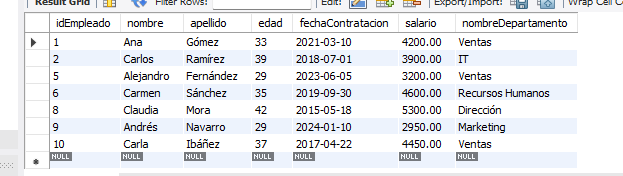 Result Grid Filter Rows: Edit: Export/Import: Wrap Cell C
idEmpleado nombre apellido edad fechaContratacion salario nombreDepartamento
1 Ana Gómez 33 2021-03-10 4200.00 Ventas
2 Carlos Ramírez 39 2018-07-01 3900.00 IT
5 Alejandro Fernández 29 2023-06-05 3200.00 Ventas
6 Carmen Sánchez 35 2019-09-30 4600.00 Recursos Humanos
8 Claudia Mora 42 2015-05-18 5300.00 Dirección
9 Andrés Navarro 29 2024-01-10 2950.00 Marketing
10 Carla Ibáñez 37 2017-04-22 4450.00 Ventas
NULL NULL NULL NULL NULL NULL NULL